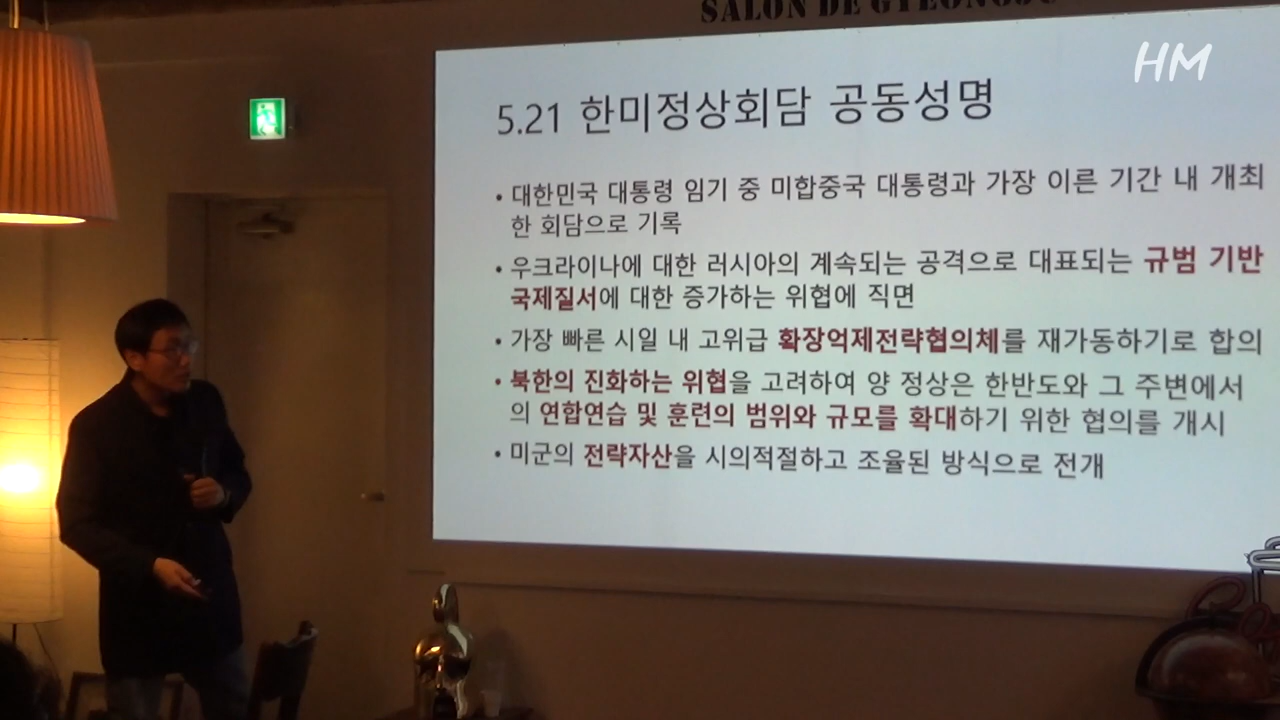 SALON DE GYEONGJU
HM
5.21 한미정상회담 공동성명
• 대한민국 대통령 임기 중 미합중국 대통령과 가장 이른 기간 내 개최
한 회담으로 기록
• 우크라이나에 대한 러시아의 계속되는 공격으로 대표되는 규범 기반
국제질서에 대한 증가하는 위협에 직면
• 가장 빠른 시일 내 고위급 확장억제전략협의체를 재가동하기로 합의
• 북한의 진화하는 위협을 고려하여 양 정상은 한반도와 그 주변에서
의 연합연습 및 훈련의 범위와 규모를 확대하기 위한 협의를 개시
• 미군의 전략자산을 시의적절하고 조율된 방식으로 전개